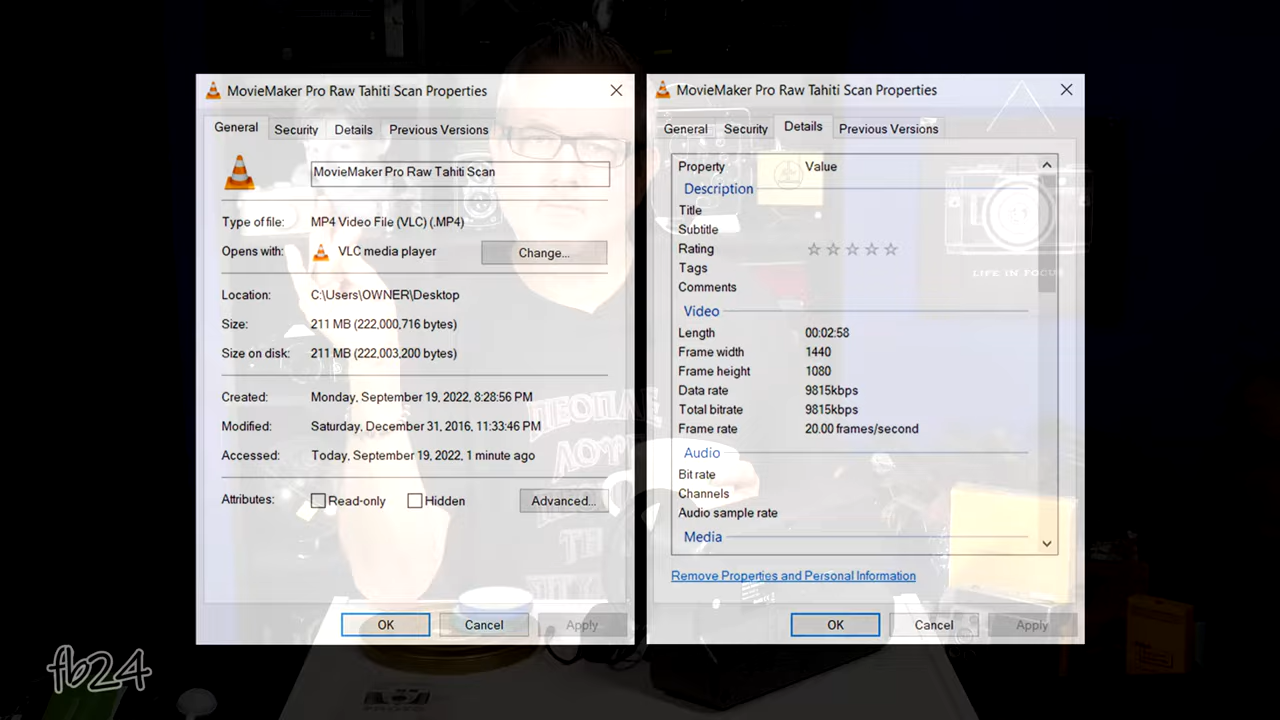 MovieMaker Pro Raw Tahiti Scan Properties
General Security Details Previous Versions
MovieMaker Pro Raw Tahiti Scan
Type of file: MP4 Video File (VLC) (.MP4)
Opens with: VLC media player Change...
Location: C:\Users\OWNER\Desktop
Size: 211 MB (222,000,716 bytes)
Size on disk: 211 MB (222,003,200 bytes)
Created: Monday, September 19, 2022, 8:28:56 PM
Modified: Saturday, December 31, 2016, 11:33:46 PM
Accessed: Today, September 19, 2022, 1 minute ago
Attributes: Read-only Hidden Advanced...
OK Cancel Apply
MovieMaker Pro Raw Tahiti Scan Properties
General Security Details Previous Versions
Property Value
Description
Title
Subtitle
Rating
Tags
Comments
Video
Length 00:02:58
Frame width 1440
Frame height 1080
Data rate 9815kbps
Total bitrate 9815kbps
Frame rate 20.00 frames/second
Audio
Bit rate
Channels
Audio sample rate
Media
Remove Properties and Personal Information
OK Cancel Apply
LIFE IN FOCUS
fb24